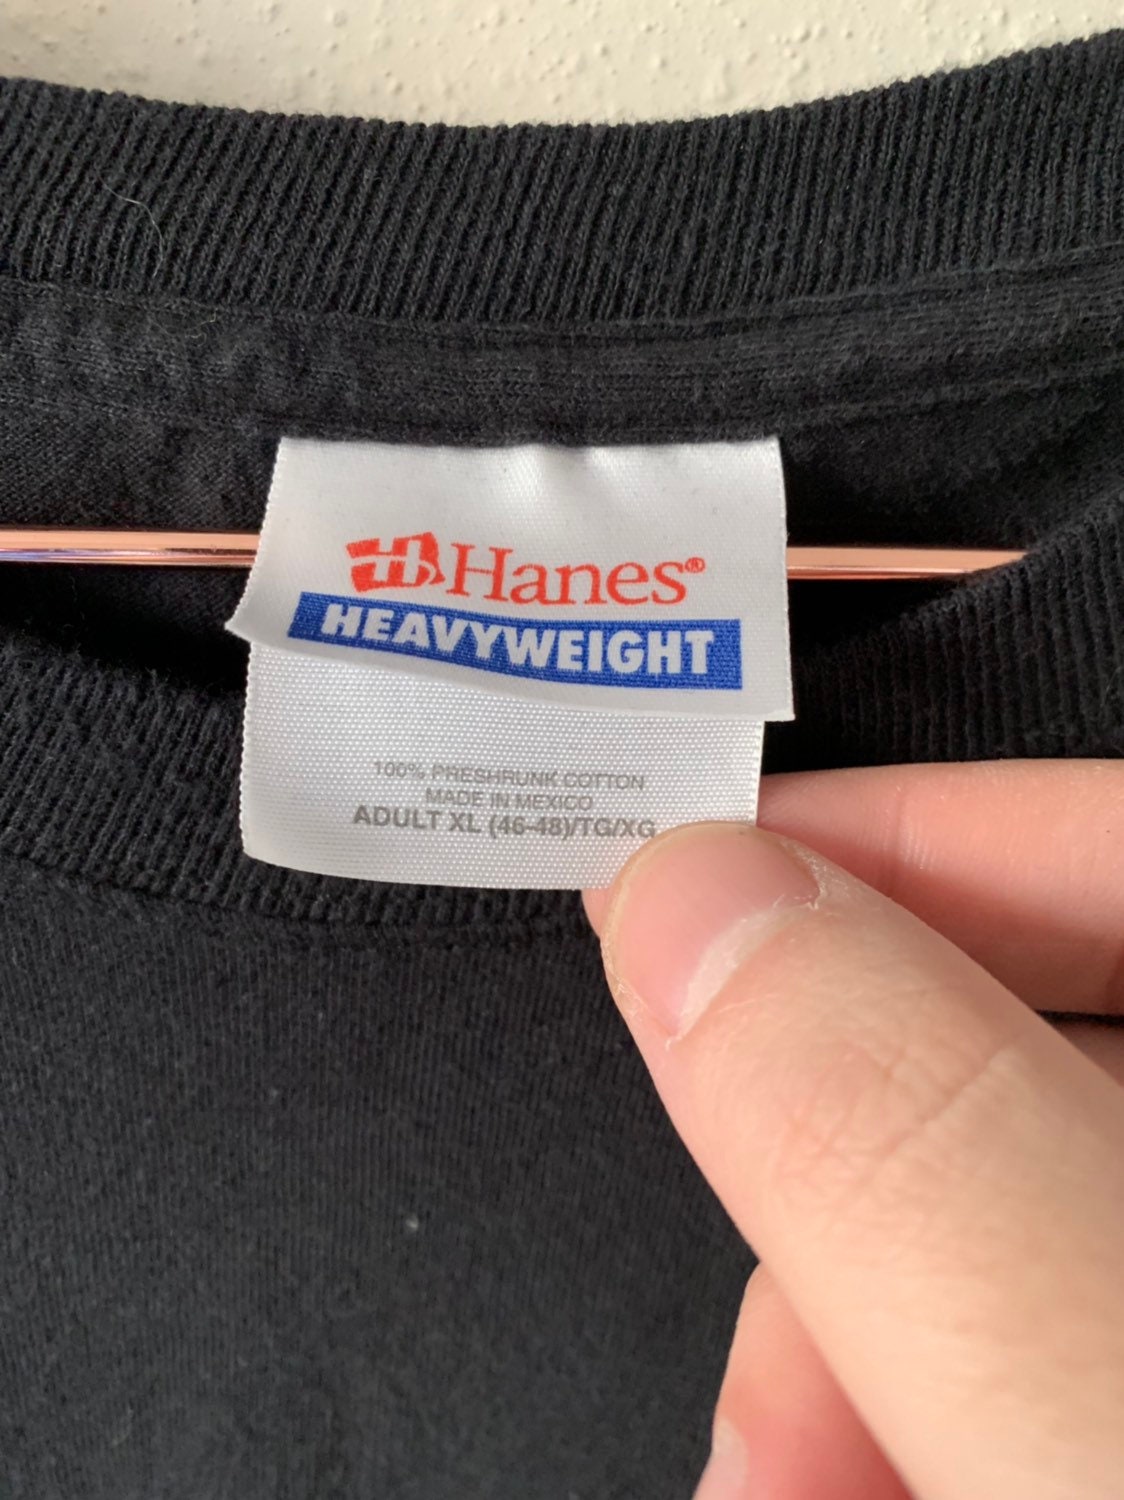 H Hanes®
HEAVYWEIGHT
100% PRESHRUNK COTTON
MADE IN MEXICO
ADULT XL (46-48)/TG/XG